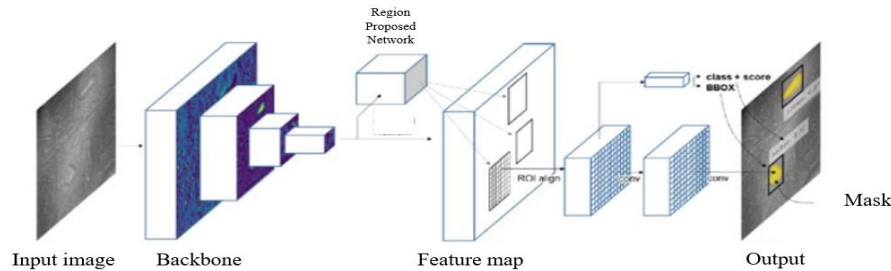 Region
Proposed
Network
class + score
BBOX
ROI align
conv
conv
Mask
Input image
Backbone
Feature map
Output